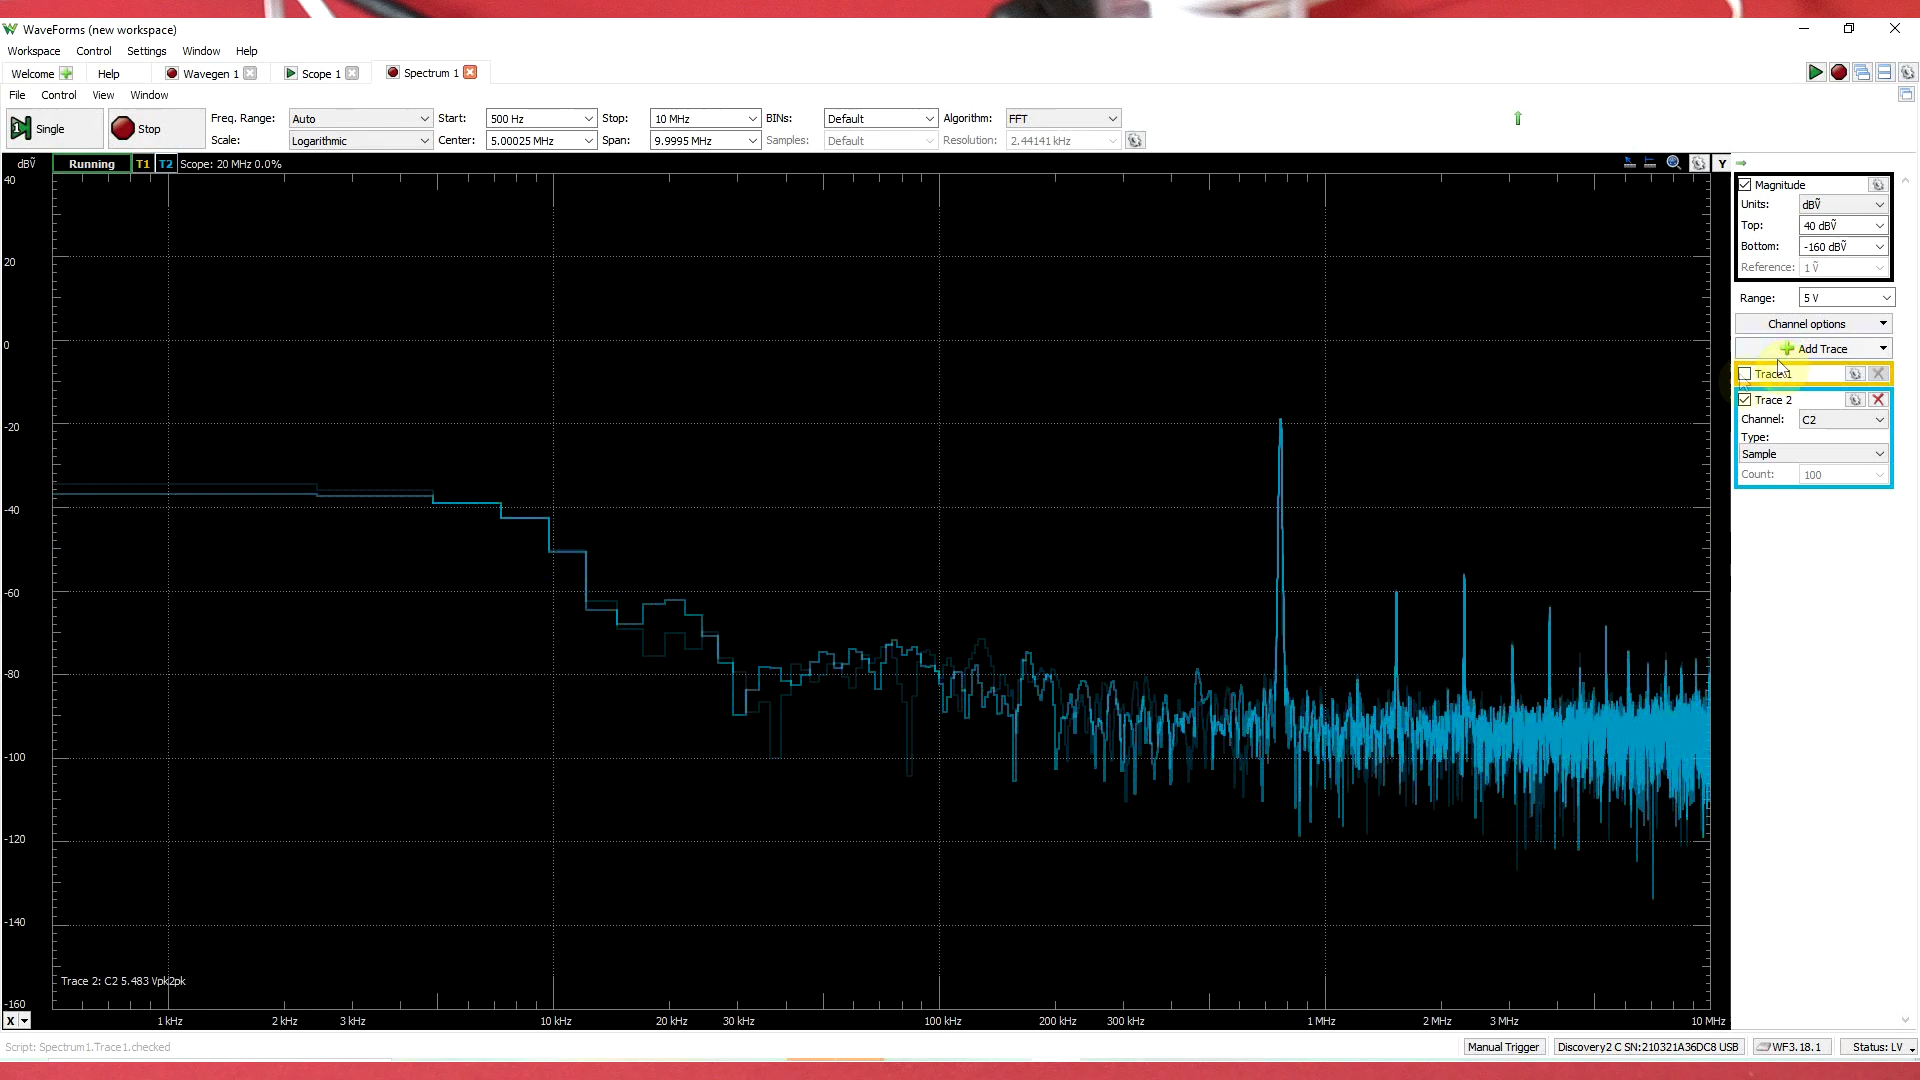 WaveForms (new workspace)
Workspace Control Settings Window Help
Welcome Help Wavegen 1 Scope 1 Spectrum 1
File Control View Window
Single Stop Freq. Range: Auto Start: 500 Hz Stop: 10 MHz BINs: Default Algorithm: FFT
Scale: Logarithmic Center: 5.00025 MHz Span: 9.9995 MHz Samples: Default Resolution: 2.44141 kHz
dBṼ Running T1 T2 Scope: 20 MHz 0.0% Y
40
20
0
-20
-40
-60
-80
-100
-120
-140
-160
Trace 2: C2 5.483 Vpk2pk
X 1 kHz 2 kHz 3 kHz 10 kHz 20 kHz 30 kHz 100 kHz 200 kHz 300 kHz 1 MHz 2 MHz 3 MHz 10 MHz
Magnitude
Units: dBṼ
Top: 40 dBṼ
Bottom: -160 dBṼ
Reference: 1 Ṽ
Range: 5 V
Channel options
Add Trace
Trace 1
Trace 2
Channel: C2
Type:
Sample
Count: 100
Script: Spectrum1.Trace1.checked
Manual Trigger Discovery2 C SN:210321A36DC8 USB WF3.18.1 Status: LV